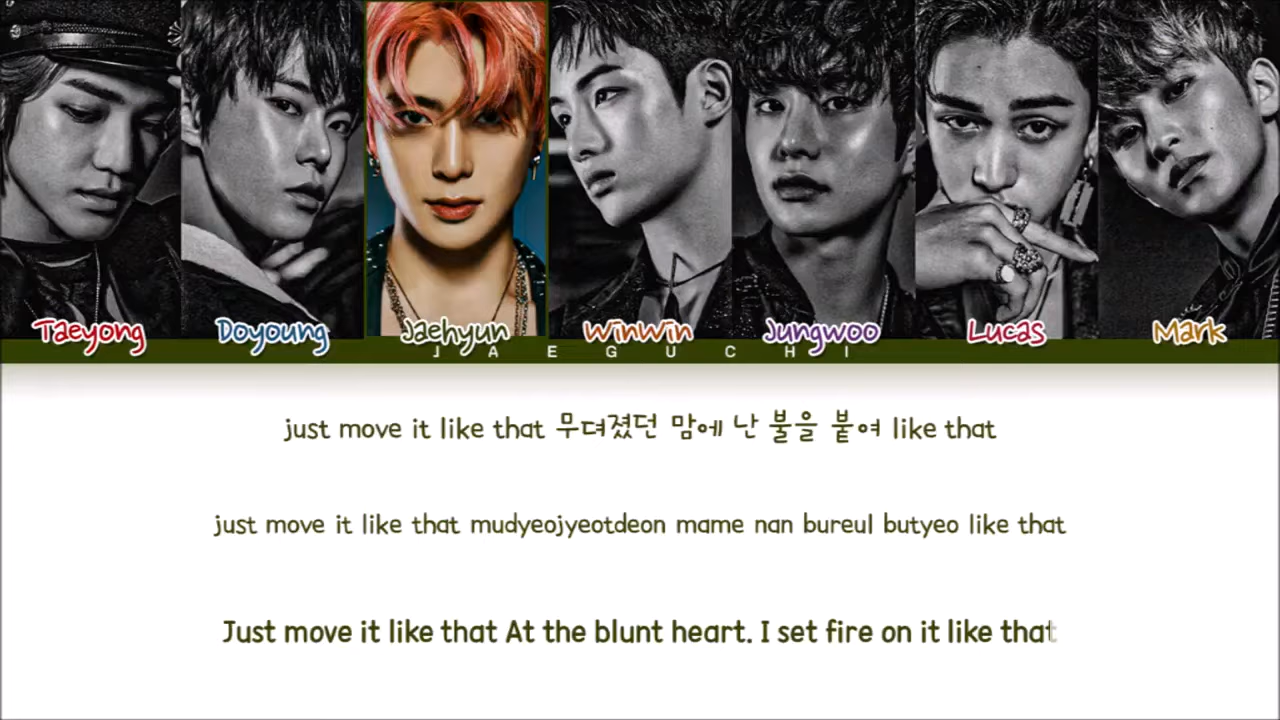 Taeyong Doyoung Jaehyun WinWin Jungwoo Lucas Mark
JAEGUCHI
just move it like that 무뎌졌던 맘에 난 불을 붙여 like that
just move it like that mudyeojyeotdeon mame nan bureul butyeo like that
Just move it like that At the blunt heart. I set fire on it like that